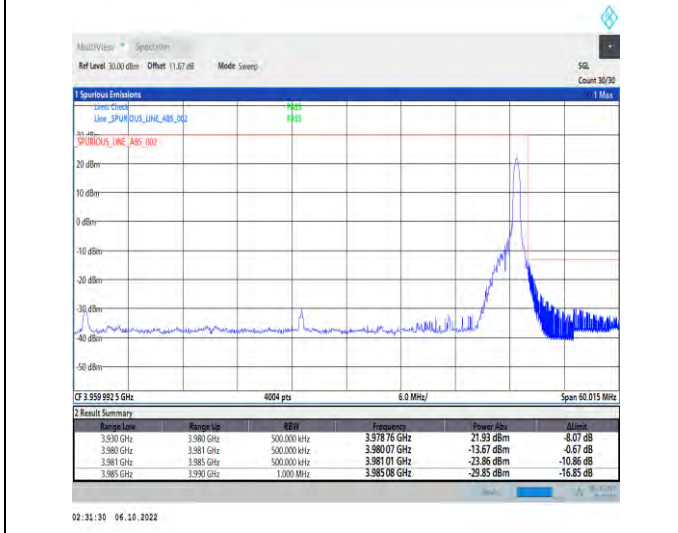 MultiView Spectrum
Ref Level 30.00 dBm Offset 11.67 dB Mode Sweep SGL
Count 30/30
1 Spurious Emissions 1 Max
Limit Check PASS
Line _SPURIOUS_LINE_ABS_002 PASS
30 dBm
_SPURIOUS_LINE_ABS_002
20 dBm
10 dBm
0 dBm
-10 dBm
-20 dBm
-30 dBm
-40 dBm
-50 dBm
CF 3.959 992 5 GHz 4004 pts 6.0 MHz/ Span 60.015 MHz
2 Result Summary
Range Low Range Up RBW Frequency Power Abs ΔLimit
3.930 GHz 3.980 GHz 500.000 kHz 3.978 76 GHz 21.93 dBm -8.07 dB
3.980 GHz 3.981 GHz 500.000 kHz 3.980 07 GHz -13.67 dBm -0.67 dB
3.981 GHz 3.985 GHz 500.000 kHz 3.981 01 GHz -23.86 dBm -10.86 dB
3.985 GHz 3.990 GHz 1.000 MHz 3.985 08 GHz -29.85 dBm -16.85 dB
02:31:30 06.10.2022